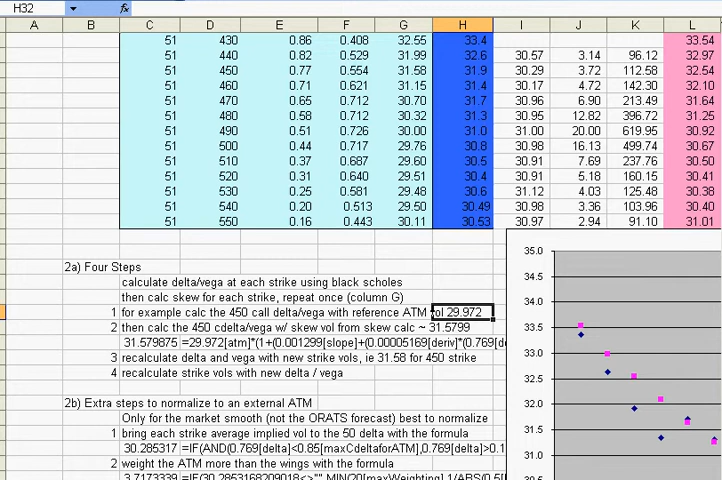 H32 fx
A B C D E F G H I J K L
51 430 0.86 0.408 32.55 33.4 33.54
51 440 0.82 0.529 31.99 32.6 30.57 3.14 96.12 32.97
51 450 0.77 0.554 31.58 31.9 30.29 3.72 112.58 32.54
51 460 0.71 0.621 31.15 31.4 30.17 4.72 142.30 32.10
51 470 0.65 0.712 30.70 31.7 30.96 6.90 213.49 31.64
51 480 0.58 0.712 30.32 31.3 30.95 12.82 396.72 31.25
51 490 0.51 0.726 30.00 31.0 31.00 20.00 619.95 30.92
51 500 0.44 0.717 29.76 30.8 30.98 16.13 499.74 30.67
51 510 0.37 0.687 29.60 30.5 30.91 7.69 237.76 30.50
51 520 0.31 0.640 29.51 30.4 30.91 5.18 160.15 30.41
51 530 0.25 0.581 29.48 30.6 31.12 4.03 125.48 30.38
51 540 0.20 0.513 29.50 30.49 30.98 3.36 103.96 30.40
51 550 0.16 0.443 30.11 30.53 30.97 2.94 91.10 31.01
2a) Four Steps
calculate delta/vega at each strike using black scholes
then calc skew for each strike, repeat once (column G)
1 for example calc the 450 call delta/vega with reference ATM vol 29.972
2 then calc the 450 cdelta/vega w/ skew vol from skew calc ~ 31.5799
31.579875 =29.972[atm]*(1+(0.001299[slope]+(0.00005169[deriv]*(0.769[de
3 recalculate delta and vega with new strike vols, ie 31.58 for 450 strike
4 recalculate strike vols with new delta / vega
2b) Extra steps to normalize to an external ATM
Only for the market smooth (not the ORATS forecast) best to normalize
1 bring each strike average implied vol to the 50 delta with the formula
30.285317 =IF(AND(0.769[delta]<0.85[maxCdeltaforATM],0.769[delta]>0.1
2 weight the ATM more than the wings with the formula
3.7173339 =IF(30.2853168209018<>"",MIN(20[maxWeighting],1/ABS(0.5[
35.0
34.5
34.0
33.5
33.0
32.5
32.0
31.5
31.0
30.5